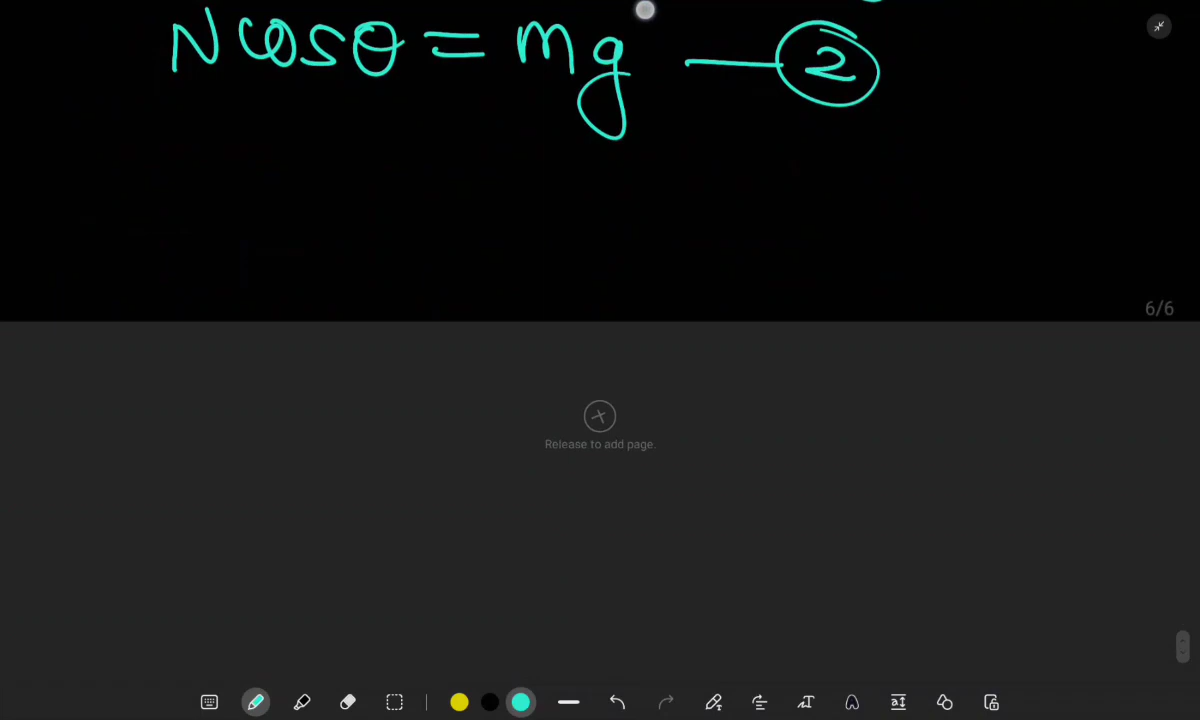 N cosθ = mg — 2
6/6
Release to add page.